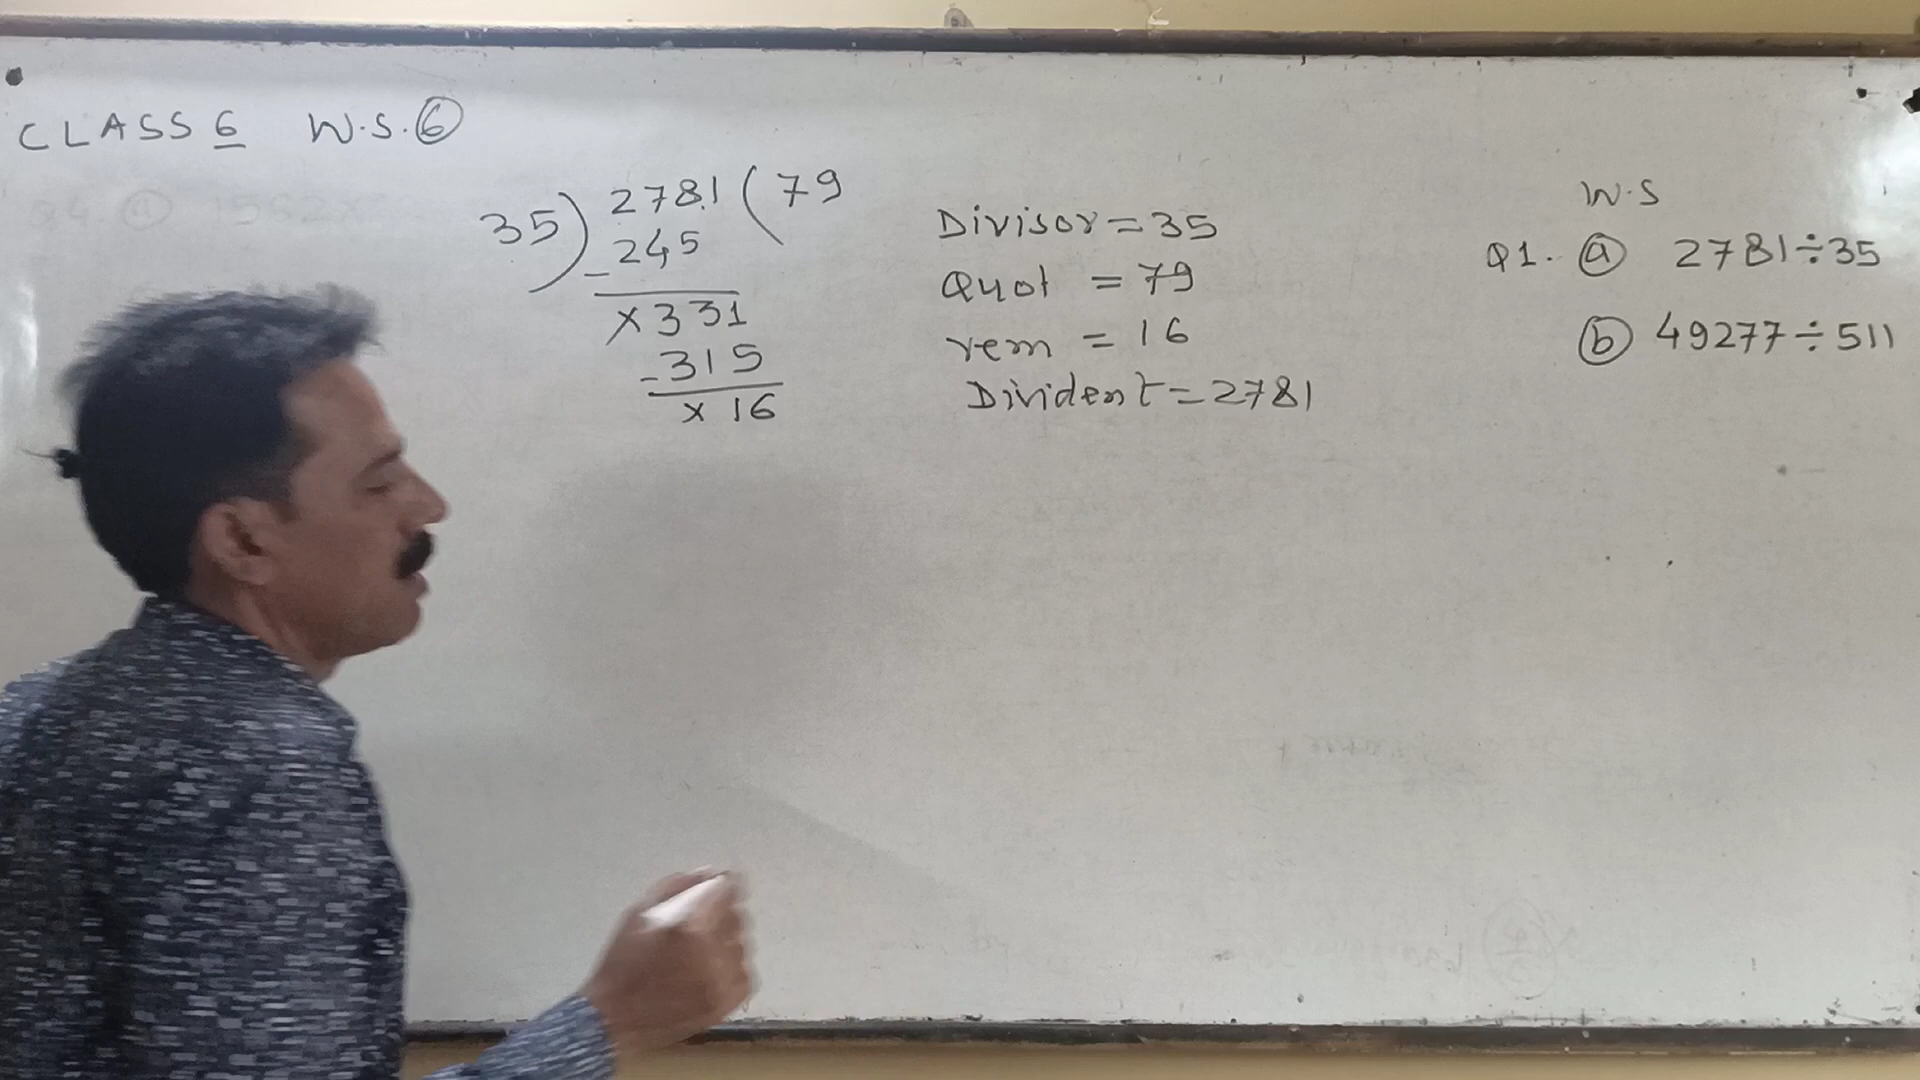 CLASS 6 W.S. 6
35) 2781 ( 79
- 245
x 331
- 315
x 16
Divisor = 35
Quot = 79
rem = 16
Divident = 2781
W.S
Q1. a 2781 ÷ 35
b 49277 ÷ 511